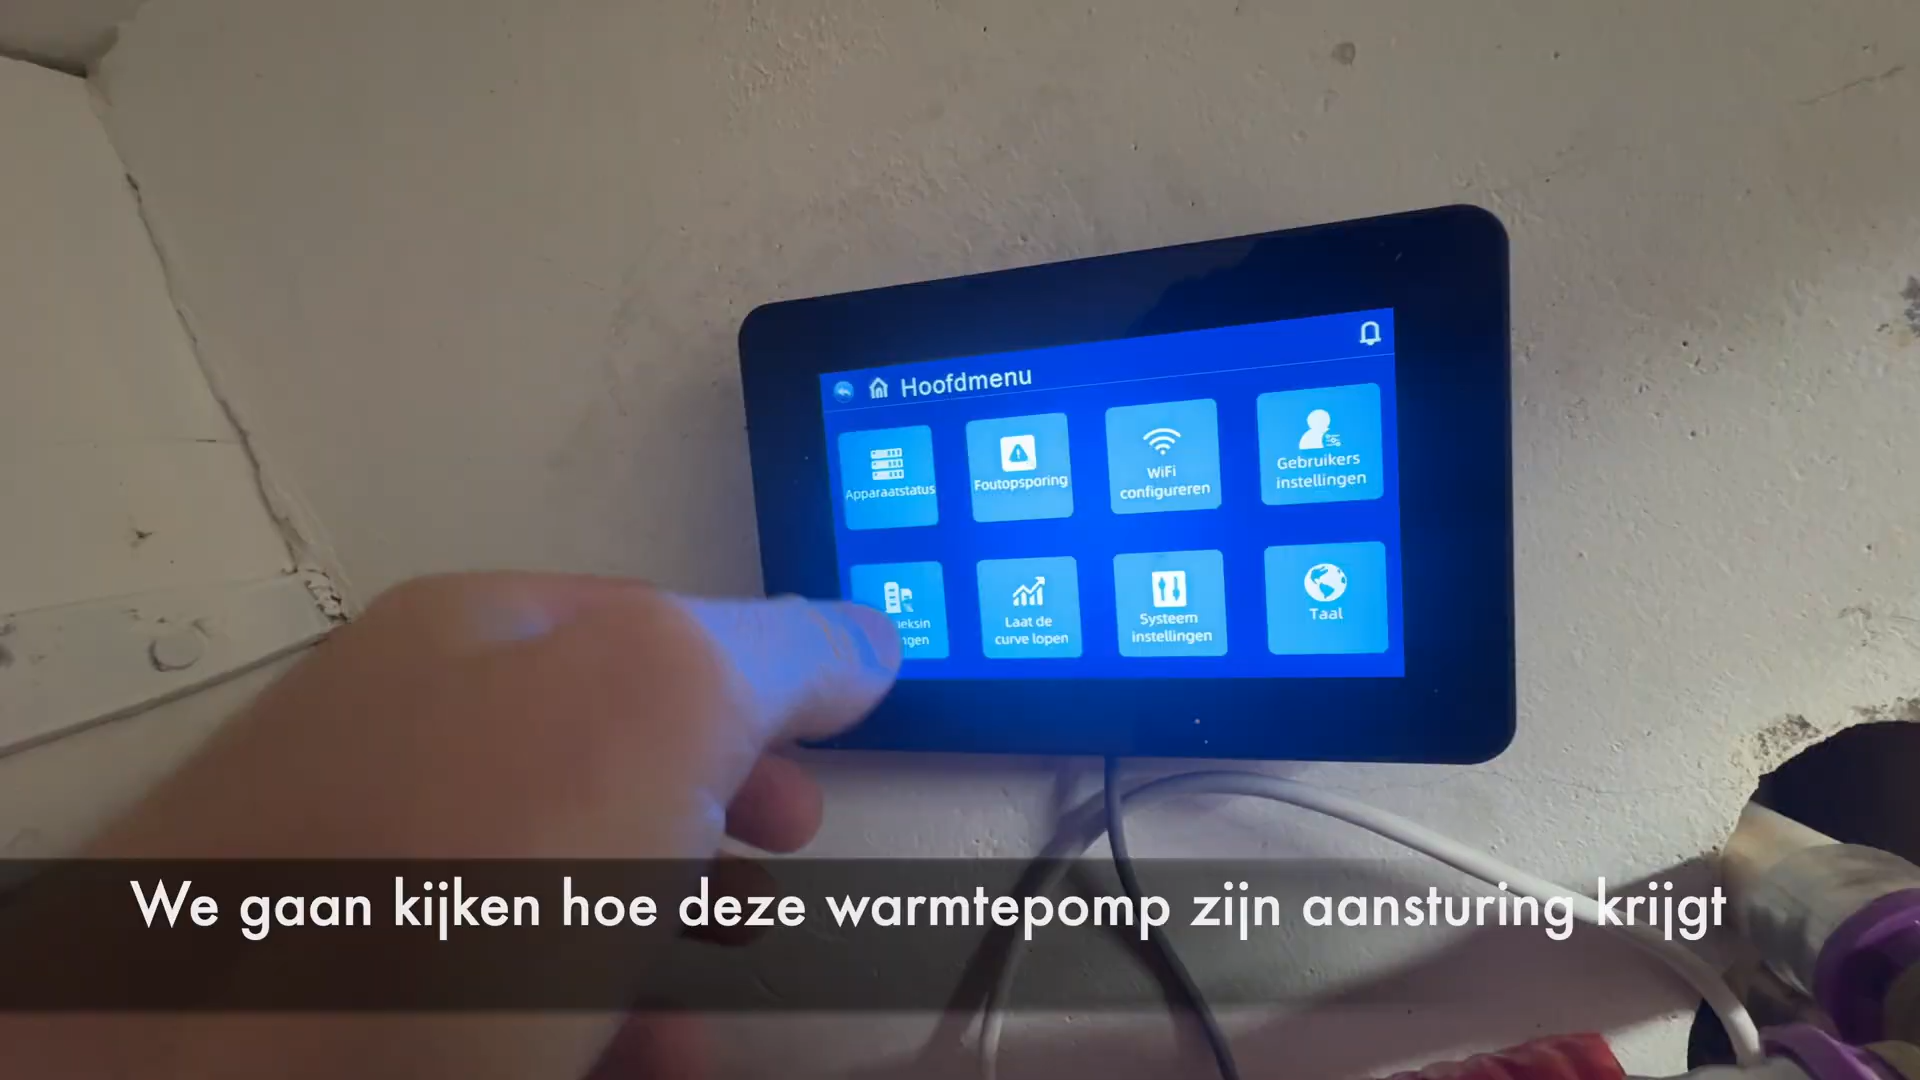 Hoofdmenu
Apparaatstatus
Foutopsporing
WiFi
configureren
Gebruikers
instellingen
Laat de
curve lopen
Systeem
instellingen
Taal
We gaan kijken hoe deze warmtepomp zijn aansturing krijgt